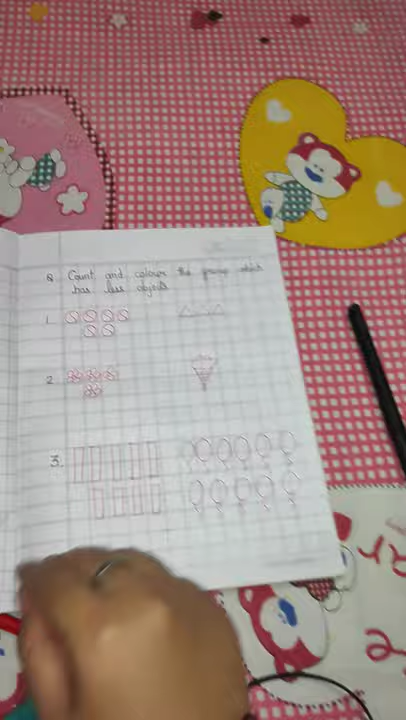 Q Count and colour the group which
has less objects
1.
2.
3.